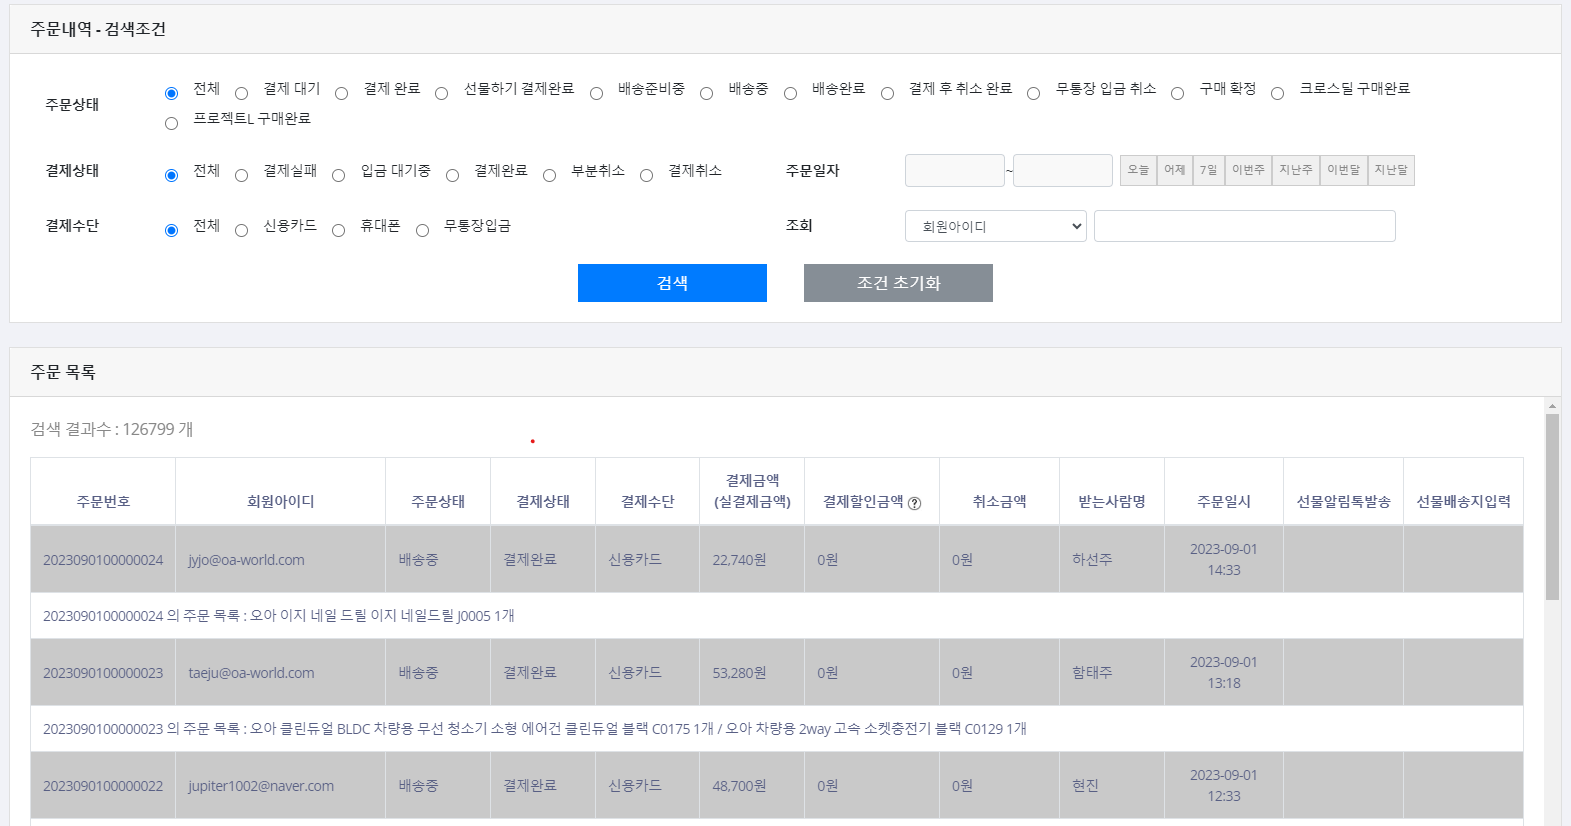 주문내역 - 검색조건
주문상태 전체 결제 대기 결제 완료 선물하기 결제완료 배송준비중 배송중 배송완료 결제 후 취소 완료 무통장 입금 취소 구매 확정 크로스딜 구매완료
프로젝트L 구매완료
결제상태 전체 결제실패 입금 대기중 결제완료 부분취소 결제취소 주문일자 ~ 오늘 어제 7일 이번주 지난주 이번달 지난달
결제수단 전체 신용카드 휴대폰 무통장입금 조회 회원아이디
검색 조건 초기화
주문 목록
검색 결과수 : 126799 개
주문번호 회원아이디 주문상태 결제상태 결제수단 결제금액 (실결제금액) 결제할인금액 ? 취소금액 받는사람명 주문일시 선물알림톡발송 선물배송지입력
2023090100000024 jyjo@oa-world.com 배송중 결제완료 신용카드 22,740원 0원 0원 하선주 2023-09-01 14:33
2023090100000024 의 주문 목록 : 오아 이지 네일 드릴 이지 네일드릴 J0005 1개
2023090100000023 taeju@oa-world.com 배송중 결제완료 신용카드 53,280원 0원 0원 함태주 2023-09-01 13:18
2023090100000023 의 주문 목록 : 오아 클린듀얼 BLDC 차량용 무선 청소기 소형 에어건 클린듀얼 블랙 C0175 1개 / 오아 차량용 2way 고속 소켓충전기 블랙 C0129 1개
2023090100000022 jupiter1002@naver.com 배송중 결제완료 신용카드 48,700원 0원 0원 현진 2023-09-01 12:33